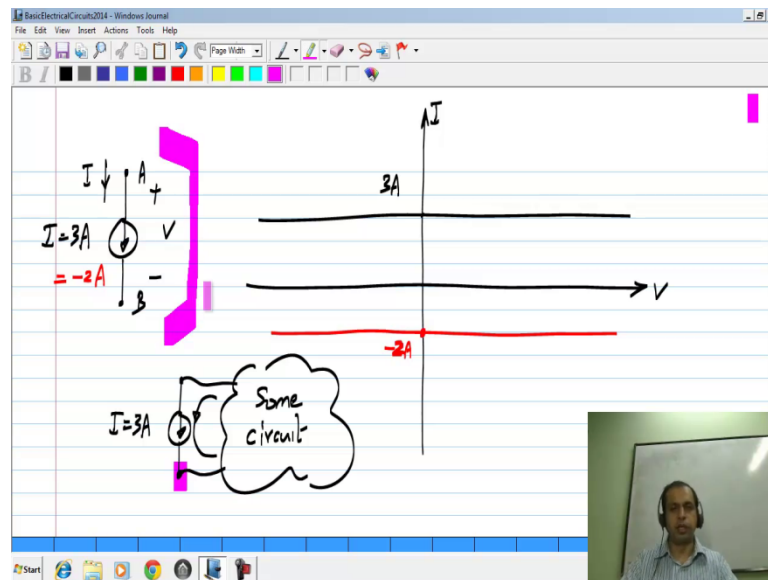 BasicElectricalCircuits2014 - Windows Journal
File Edit View Insert Actions Tools Help
Page Width
B I
I
3A
I A
+
I=3A V
= -2A -
B
V
-2A
Some
I=3A circuit
Start